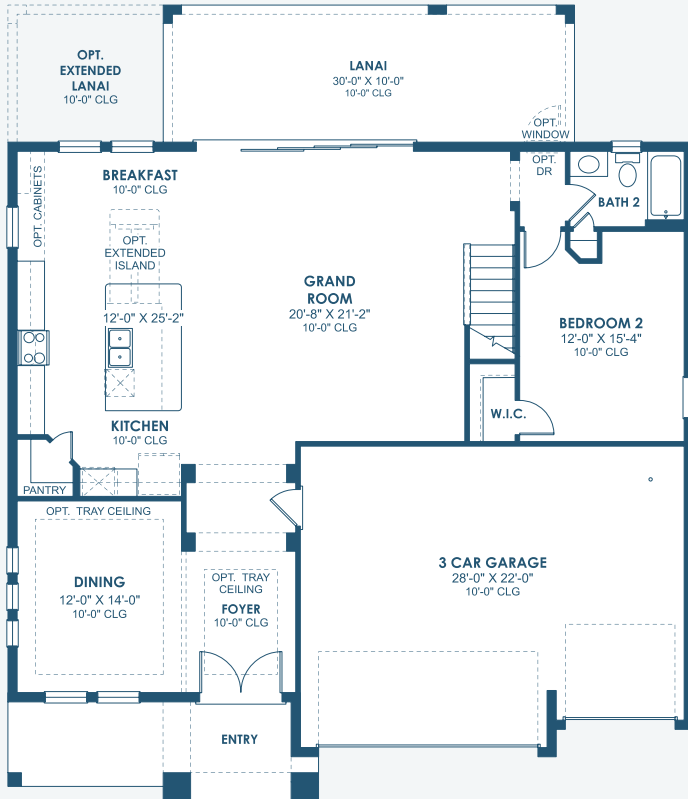 OPT.
EXTENDED
LANAI
10'-0" CLG
LANAI
30'-0" X 10'-0"
10'-0" CLG
OPT.
WINDOW
OPT.
DR
BREAKFAST
10'-0" CLG
OPT. CABINETS
BATH 2
OPT.
EXTENDED
ISLAND
GRAND
ROOM
20'-8" X 21'-2"
10'-0" CLG
12'-0" X 25'-2"
BEDROOM 2
12'-0" X 15'-4"
10'-0" CLG
W.I.C.
KITCHEN
10'-0" CLG
PANTRY
OPT. TRAY CEILING
DINING
12'-0" X 14'-0"
10'-0" CLG
OPT. TRAY
CEILING
FOYER
10'-0" CLG
3 CAR GARAGE
28'-0" X 22'-0"
10'-0" CLG
ENTRY